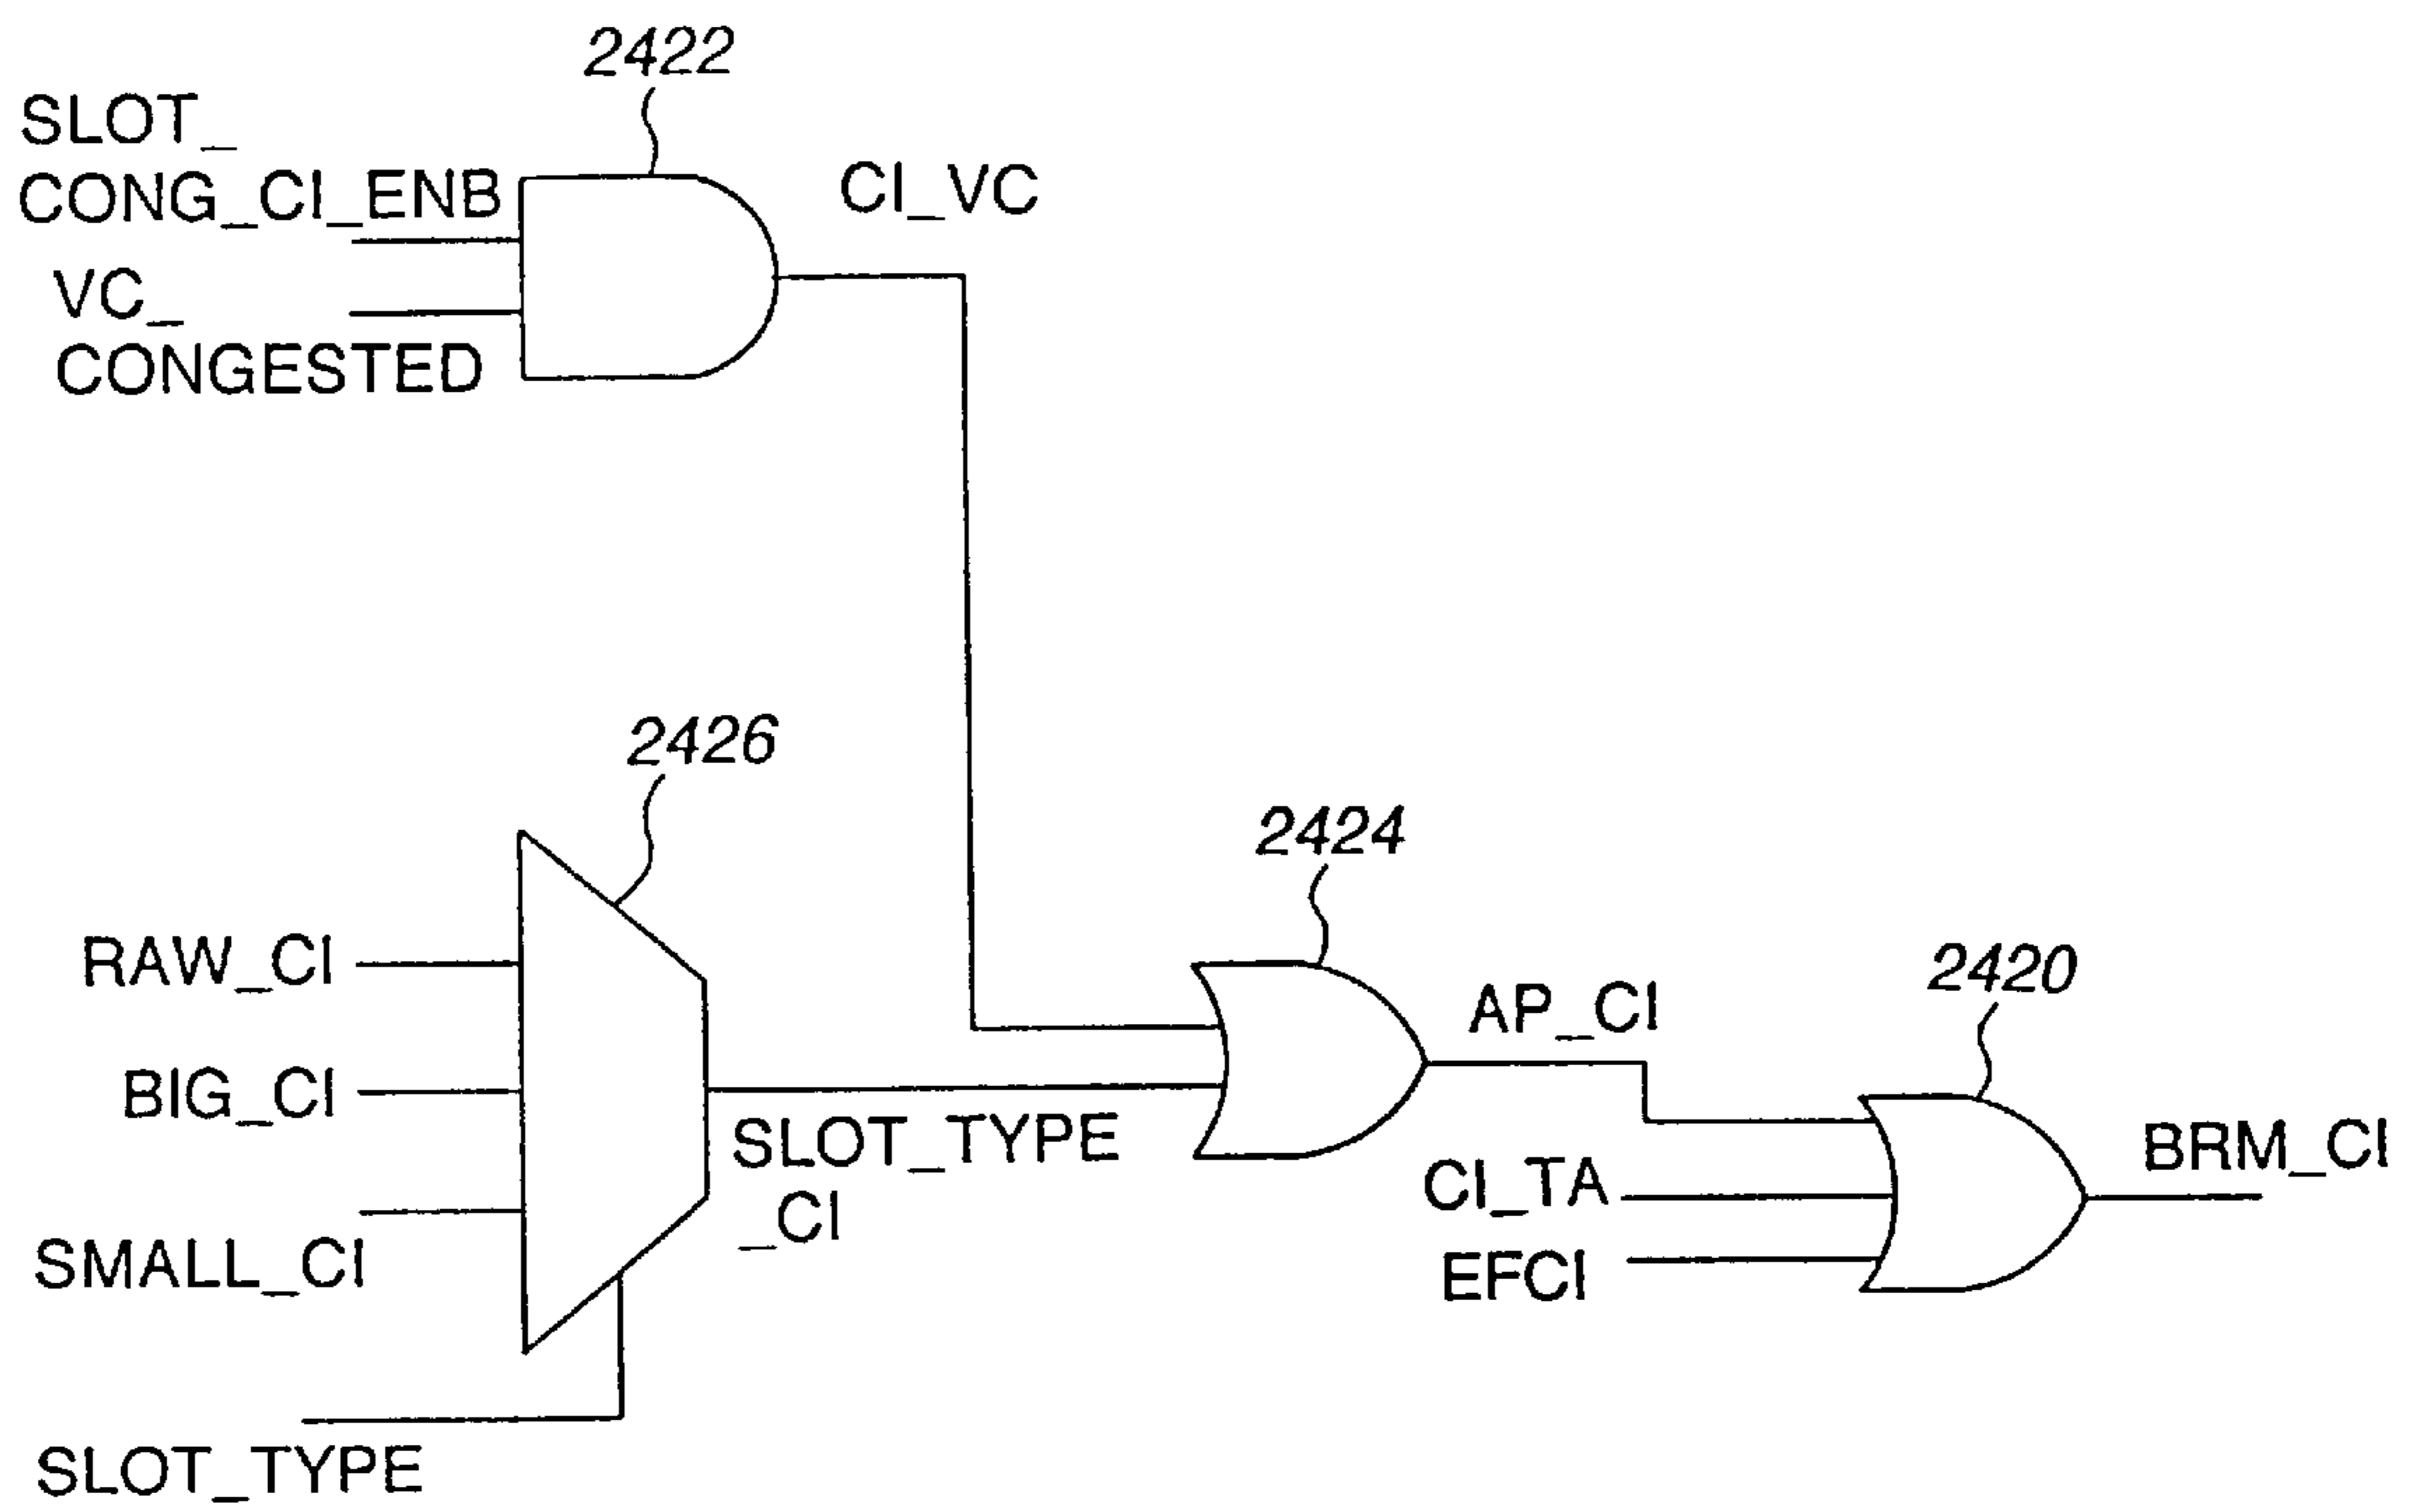 2422
SLOT_
CONG_CI_ENB
CI_VC
VC_
CONGESTED
2426
2424
RAW_CI
2420
AP_CI
BIG_CI
SLOT_TYPE
_CI
BRM_CI
CI_TA
SMALL_CI
EFCI
SLOT_TYPE